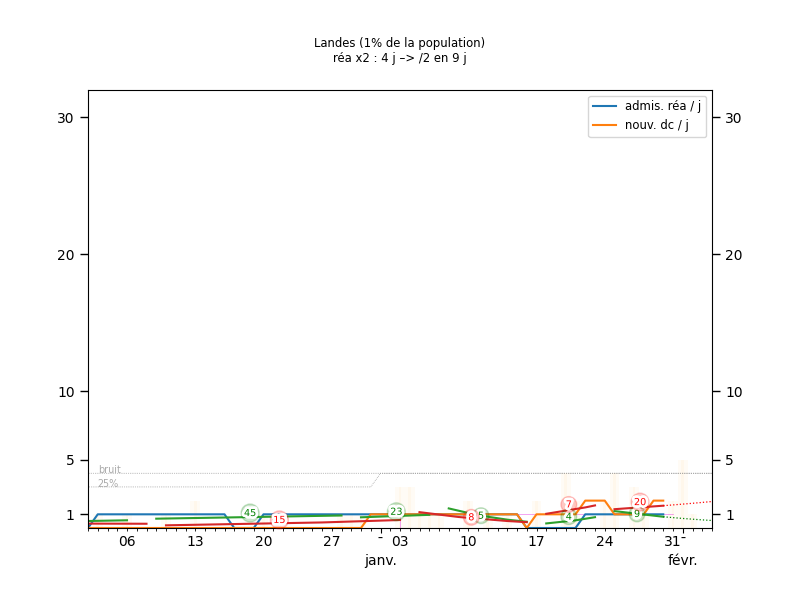 Landes (1% de la population)
réa x2 : 4 j –> /2 en 9 j
admis. réa / j
nouv. dc / j
30 30
20 20
10 10
5 5
1 1
bruit
25%
45 15 23 8 5 7 4 20 9
06 13 20 27 - 03 10 17 24 31-
janv. févr.